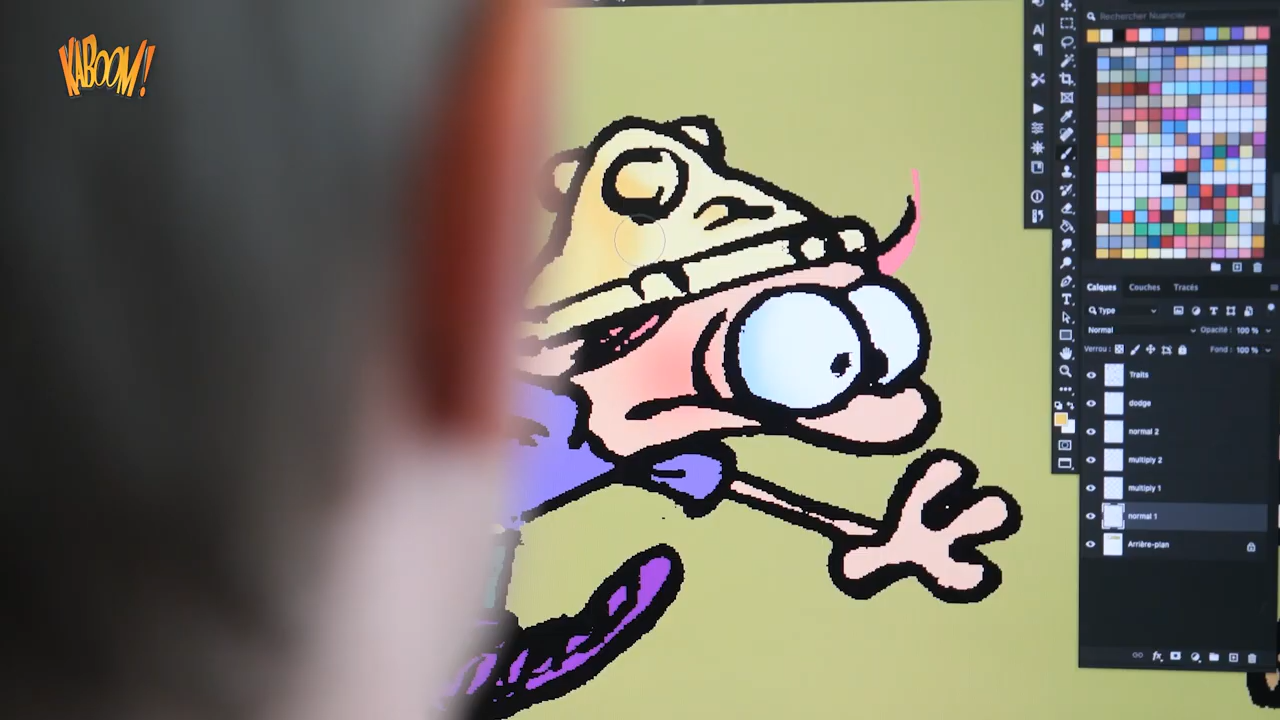 KABOOM!
Rechercher Nuancier
Calques Couches Tracés
Type
Normal Opacité : 100 %
Verrou : Fond : 100 %
Traits
dodge
normal 2
multiply 2
multiply 1
normal 1
Arrière-plan